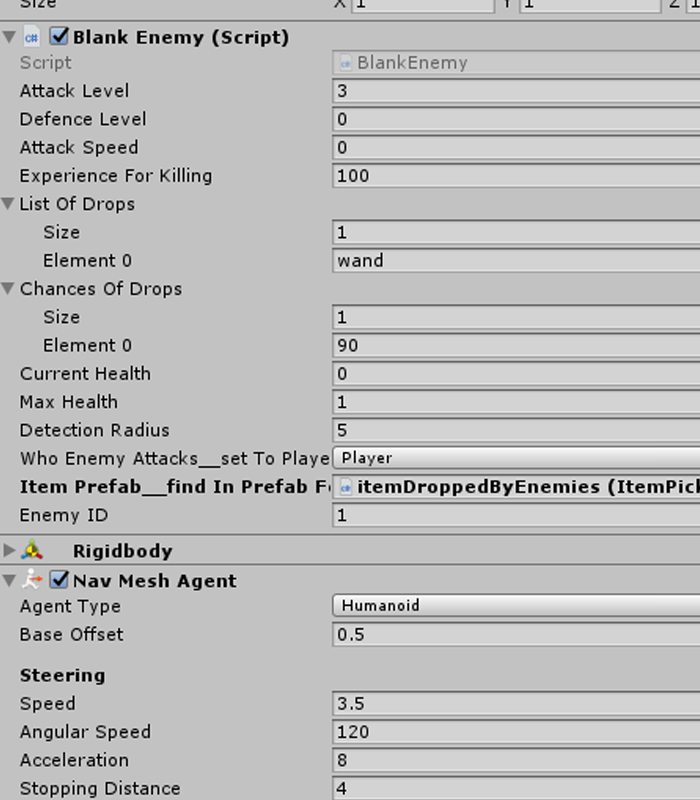 Size X 1 Y 1 Z 1
Blank Enemy (Script)
Script BlankEnemy
Attack Level 3
Defence Level 0
Attack Speed 0
Experience For Killing 100
List Of Drops
Size 1
Element 0 wand
Chances Of Drops
Size 1
Element 0 90
Current Health 0
Max Health 1
Detection Radius 5
Who Enemy Attacks__set To Playe Player
Item Prefab__find In Prefab F itemDroppedByEnemies (ItemPick
Enemy ID 1
Rigidbody
Nav Mesh Agent
Agent Type Humanoid
Base Offset 0.5
Steering
Speed 3.5
Angular Speed 120
Acceleration 8
Stopping Distance 4